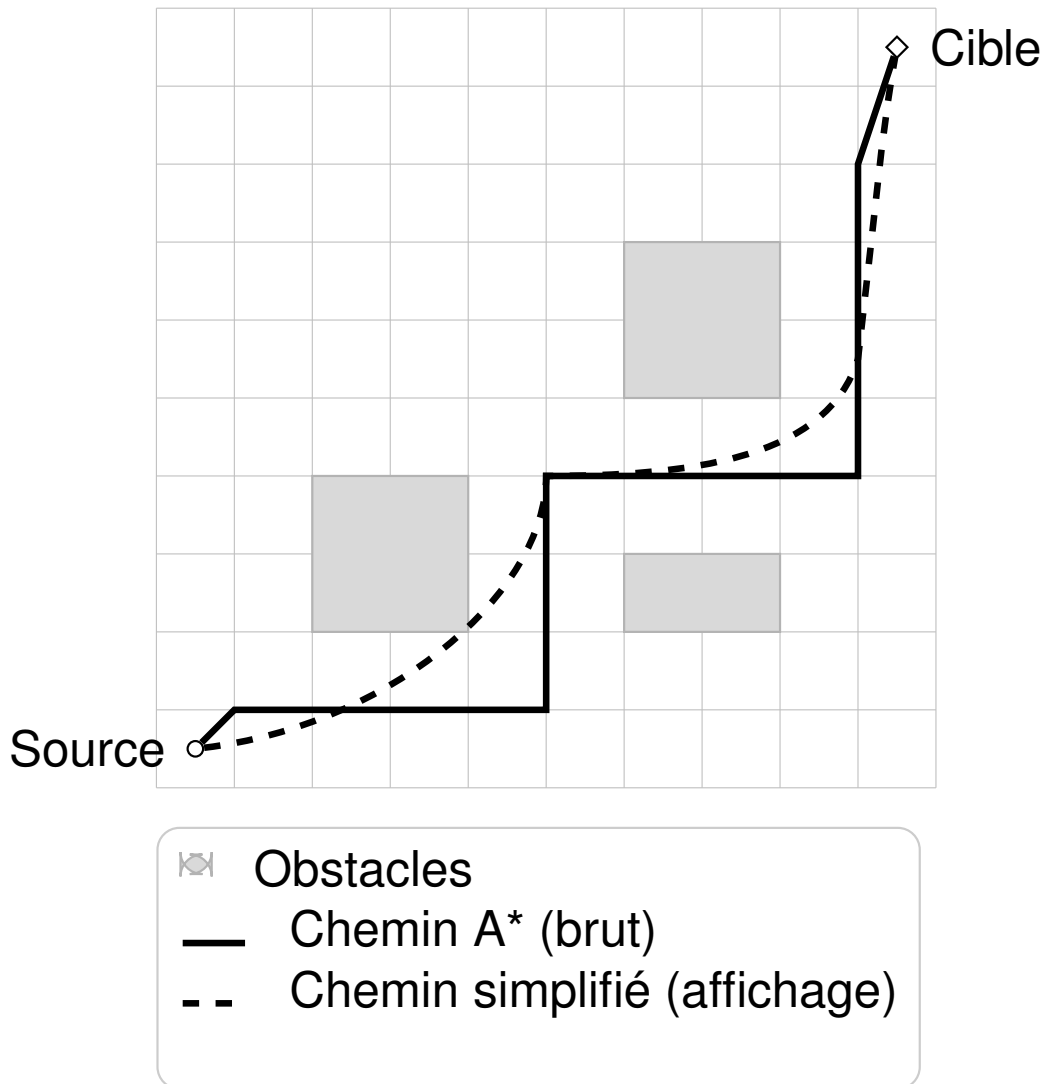 Cible
Source
Obstacles
Chemin A* (brut)
Chemin simplifié (affichage)